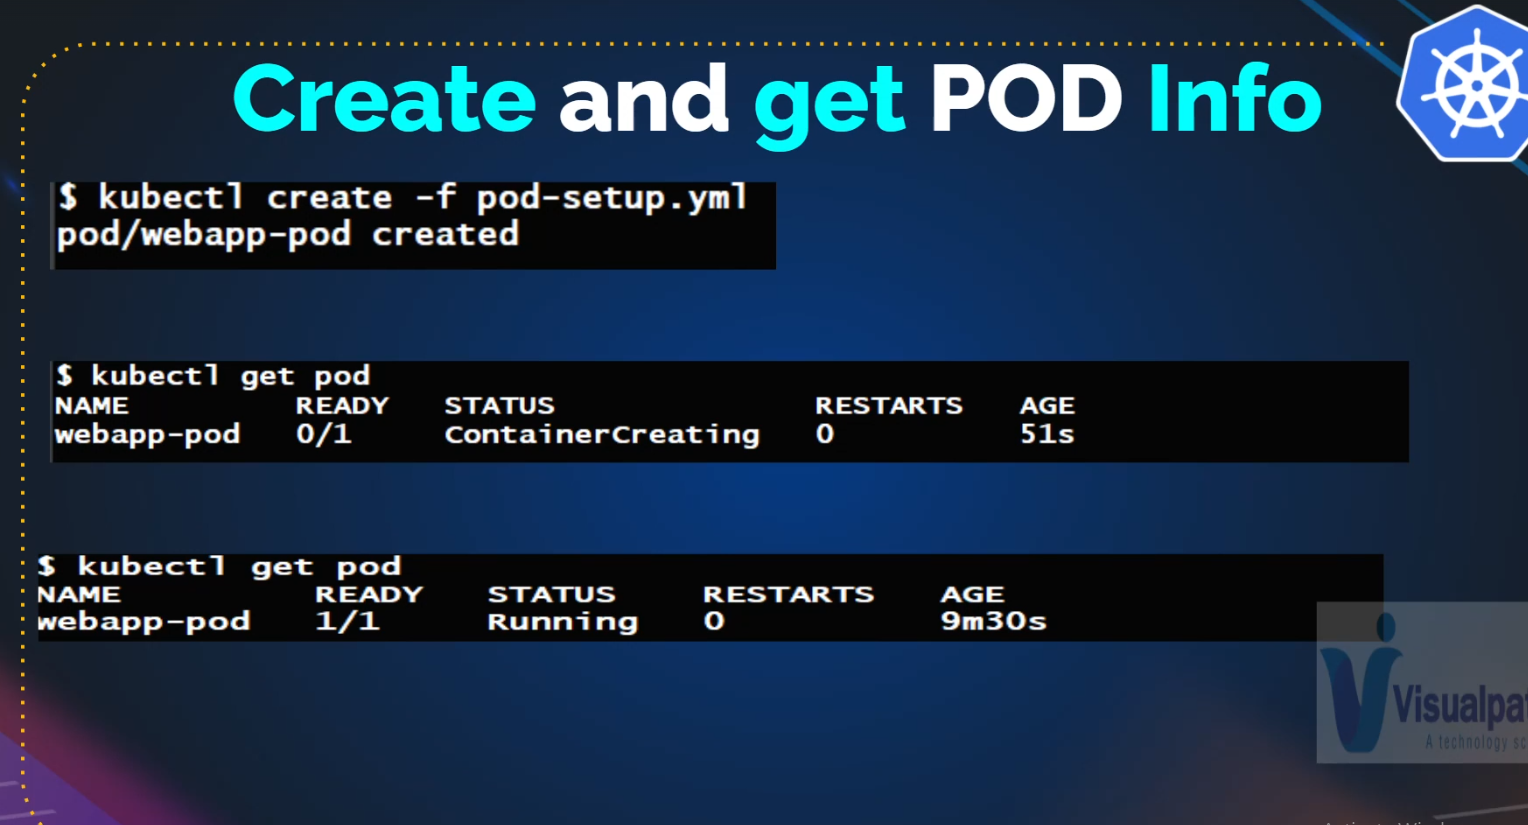 Create and get POD Info
$ kubectl create -f pod-setup.yml
pod/webapp-pod created
$ kubectl get pod
NAME READY STATUS RESTARTS AGE
webapp-pod 0/1 ContainerCreating 0 51s
$ kubectl get pod
NAME READY STATUS RESTARTS AGE
webapp-pod 1/1 Running 0 9m30s
Visualpa
A technology sc